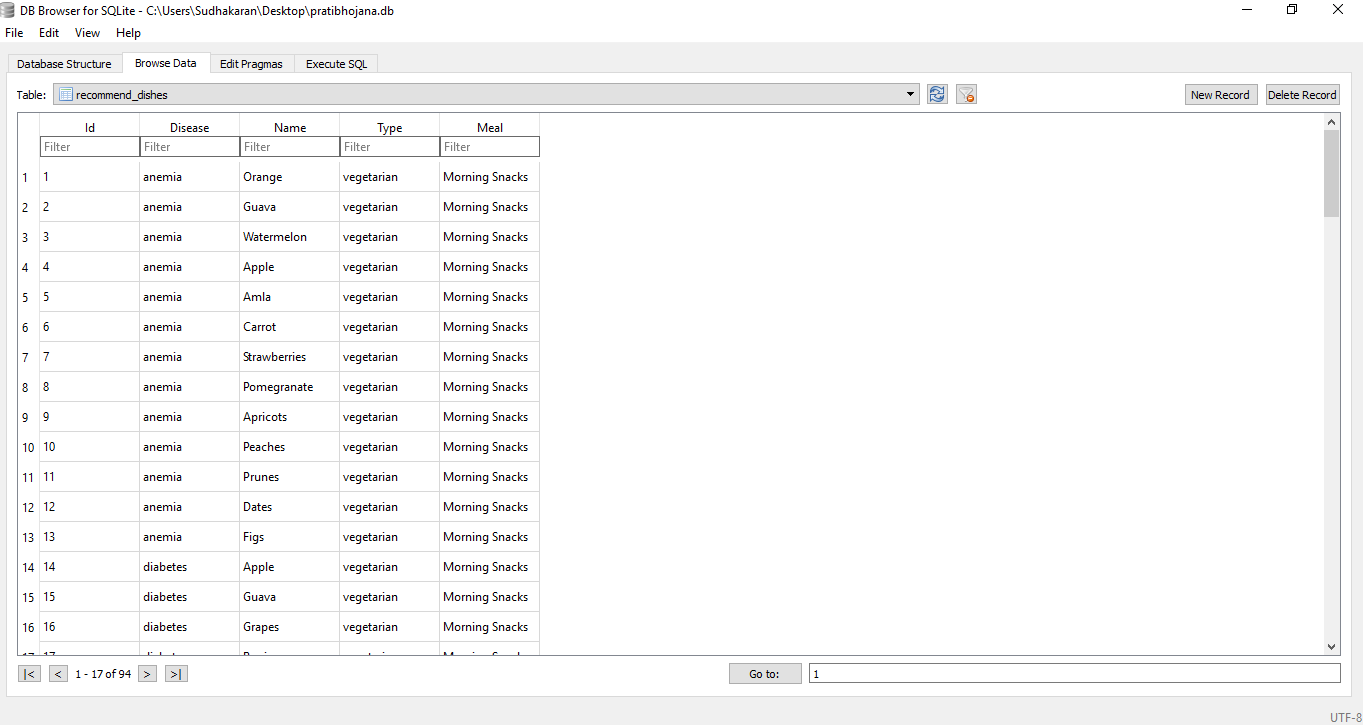 DB Browser for SQLite - C:\Users\Sudhakaran\Desktop\pratibhojana.db
File Edit View Help
Database Structure Browse Data Edit Pragmas Execute SQL
Table: recommend_dishes New Record Delete Record
Id Disease Name Type Meal
Filter Filter Filter Filter Filter
1 1 anemia Orange vegetarian Morning Snacks
2 2 anemia Guava vegetarian Morning Snacks
3 3 anemia Watermelon vegetarian Morning Snacks
4 4 anemia Apple vegetarian Morning Snacks
5 5 anemia Amla vegetarian Morning Snacks
6 6 anemia Carrot vegetarian Morning Snacks
7 7 anemia Strawberries vegetarian Morning Snacks
8 8 anemia Pomegranate vegetarian Morning Snacks
9 9 anemia Apricots vegetarian Morning Snacks
10 10 anemia Peaches vegetarian Morning Snacks
11 11 anemia Prunes vegetarian Morning Snacks
12 12 anemia Dates vegetarian Morning Snacks
13 13 anemia Figs vegetarian Morning Snacks
14 14 diabetes Apple vegetarian Morning Snacks
15 15 diabetes Guava vegetarian Morning Snacks
16 16 diabetes Grapes vegetarian Morning Snacks
|< < 1 - 17 of 94 > >| Go to: 1
UTF-8